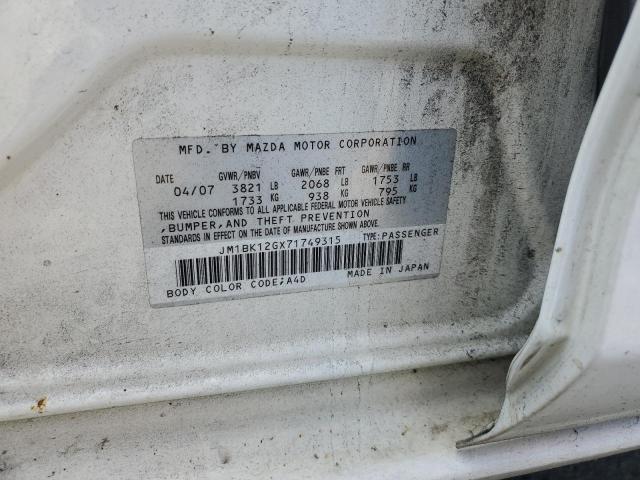 MFD. BY MAZDA MOTOR CORPORATION
DATE GVWR/PNBV GAWR/PNBE FRT GAWR/PNBE RR
04/07 3821 LB 2068 LB 1753 LB
1733 KG 938 KG 795 KG
THIS VEHICLE CONFORMS TO ALL APPLICABLE FEDERAL MOTOR VEHICLE SAFETY
,BUMPER,AND THEFT PREVENTION
STANDARDS IN EFFECT ON THE DATE OF MANUFACTURE SHOWN ABOVE.
JM1BK12GX71749315 TYPE:PASSENGER
BODY COLOR CODE;A4D MADE IN JAPAN